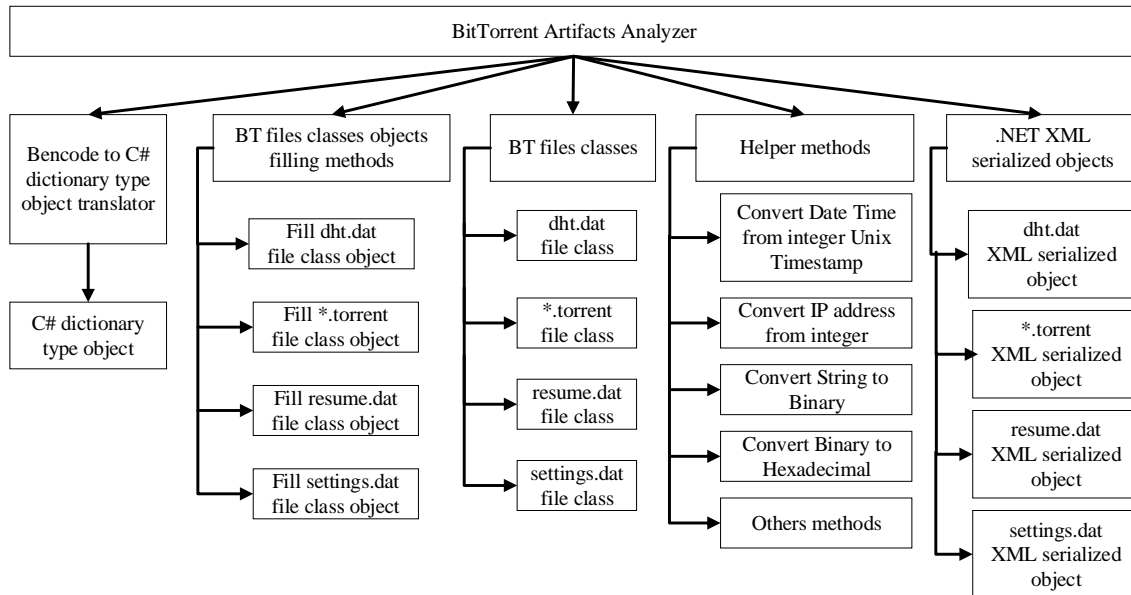 BitTorrent Artifacts Analyzer
Bencode to C#
dictionary type
object translator
C# dictionary
type object
BT files classes objects
filling methods
Fill dht.dat
file class object
Fill *.torrent
file class object
Fill resume.dat
file class object
Fill settings.dat
file class object
BT files classes
dht.dat
file class
*.torrent
file class
resume.dat
file class
settings.dat
file class
Helper methods
Convert Date Time
from integer Unix
Timestamp
Convert IP address
from integer
Convert String to
Binary
Convert Binary to
Hexadecimal
Others methods
.NET XML
serialized objects
dht.dat
XML serialized
object
*.torrent
XML serialized
object
resume.dat
XML serialized
object
settings.dat
XML serialized
object